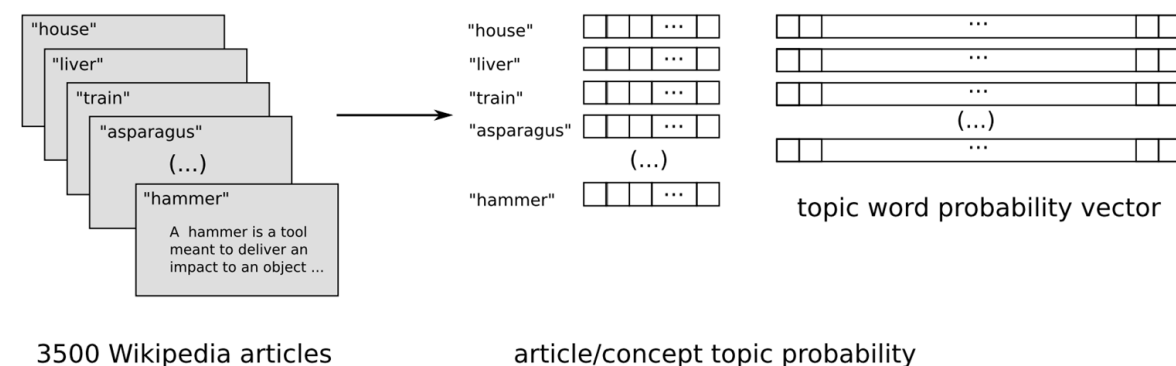 "house"
"liver"
"train"
"asparagus"
(...)
"hammer"
A hammer is a tool
meant to deliver an
impact to an object ...
3500 Wikipedia articles
"house" ...
"liver" ...
"train" ...
"asparagus" ...
(...)
"hammer" ...
article/concept topic probability
...
...
...
(...)
...
topic word probability vector